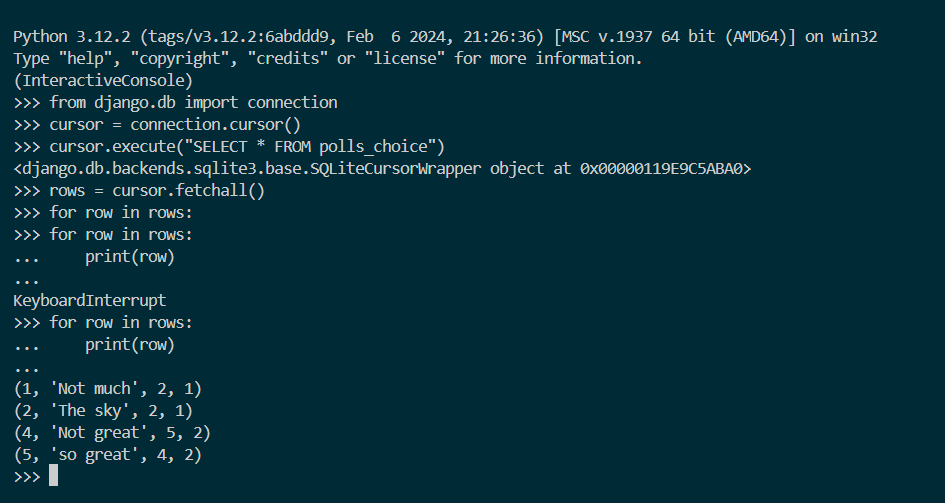 Python 3.12.2 (tags/v3.12.2:6abddd9, Feb  6 2024, 21:26:36) [MSC v.1937 64 bit (AMD64)] on win32
Type "help", "copyright", "credits" or "license" for more information.
(InteractiveConsole)
>>> from django.db import connection
>>> cursor = connection.cursor()
>>> cursor.execute("SELECT * FROM polls_choice")
<django.db.backends.sqlite3.base.SQLiteCursorWrapper object at 0x00000119E9C5ABA0>
>>> rows = cursor.fetchall()
>>> for row in rows:
>>> for row in rows:
...     print(row)
...
KeyboardInterrupt
>>> for row in rows:
...     print(row)
...
(1, 'Not much', 2, 1)
(2, 'The sky', 2, 1)
(4, 'Not great', 5, 2)
(5, 'so great', 4, 2)
>>>